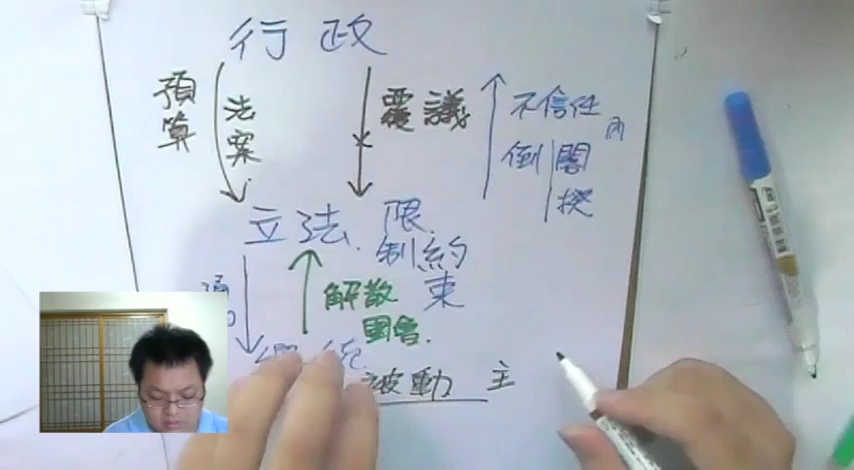 行政
預算
法案
覆議
不信任
倒閣
內
閣揆
立法
限制
約束
解散
國會
被動 主